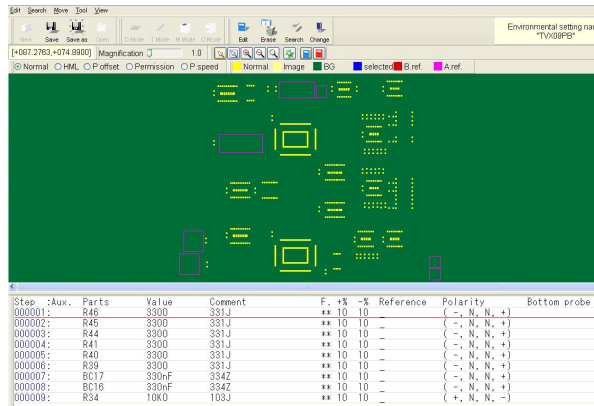 Edit Search Move Tool View
New Save Save as Open D.Mode T.Mode M.Mode O.Mode Edit Erase Search Change
Environmental setting nam
"TVX09PB"
[+087.2763,+074.8900] Magnification 1.0
Normal HML P.offset Permission P.speed Normal Image BG selected B.ref. A.ref.
Step :Aux. Parts Value Comment F. +% -% Reference Polarity Bottom probe
000001: R46 3300 331J ** 10 10 _ ( -, N, N, +)
000002: R45 3300 331J ** 10 10 _ ( -, N, N, +)
000003: R44 3300 331J ** 10 10 _ ( -, N, N, +)
000004: R41 3300 331J ** 10 10 _ ( -, N, N, +)
000005: R40 3300 331J ** 10 10 _ ( -, N, N, +)
000006: R39 3300 331J ** 10 10 _ ( -, N, N, +)
000007: BC17 330nF 334Z ** 10 10 _ ( -, N, N, +)
000008: BC16 330nF 334Z ** 10 10 _ ( -, N, N, +)
000009: R34 10K0 103J ** 10 10 _ ( +, N, N, -)